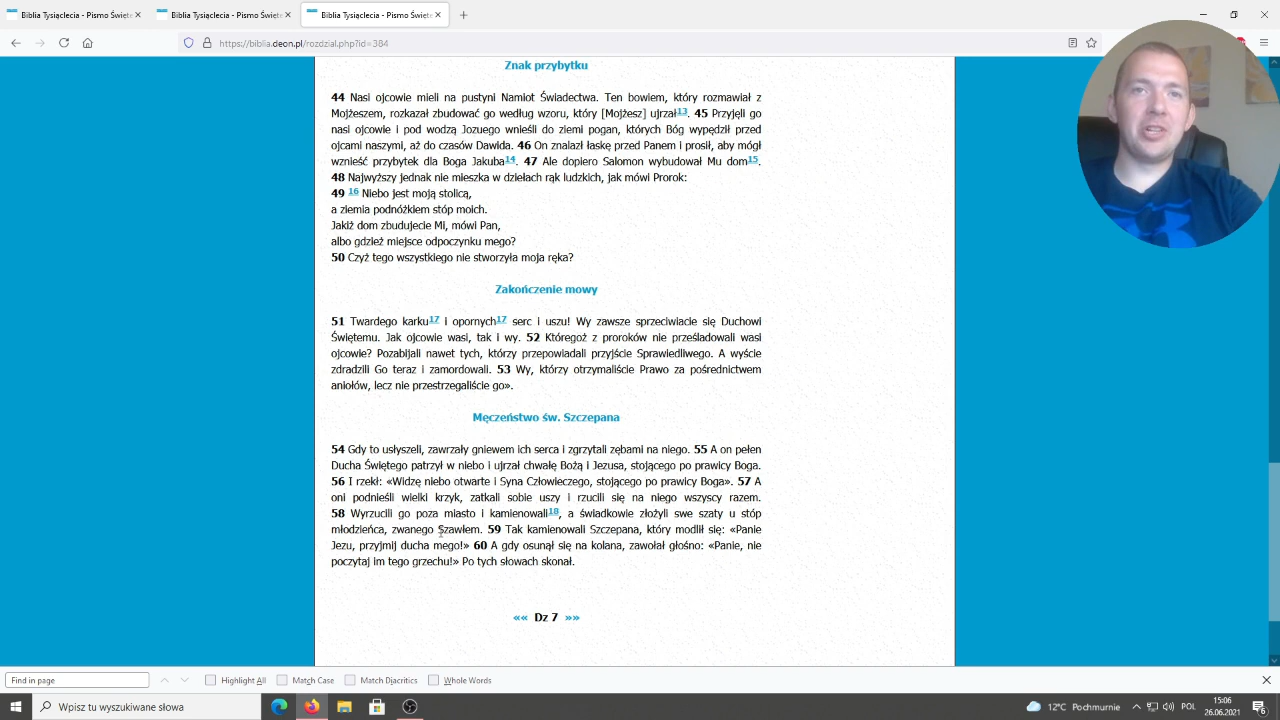 Biblia Tysiąclecia - Pismo Święte
Biblia Tysiąclecia - Pismo Święte
Biblia Tysiąclecia - Pismo Święte
https://biblia.deon.pl/rozdzial.php?id=384
Znak przybytku
44 Nasi ojcowie mieli na pustyni Namiot Świadectwa. Ten bowiem, który rozmawiał z
Mojżeszem, rozkazał zbudować go według wzoru, który [Mojżesz] ujrzał13. 45 Przyjęli go
nasi ojcowie i pod wodzą Jozuego wnieśli do ziemi pogan, których Bóg wypędził przed
ojcami naszymi, aż do czasów Dawida. 46 On znalazł łaskę przed Panem i prosił, aby mógł
wznieść przybytek dla Boga Jakuba14. 47 Ale dopiero Salomon wybudował Mu dom15.
48 Najwyższy jednak nie mieszka w dziełach rąk ludzkich, jak mówi Prorok:
49 16 Niebo jest moją stolicą,
a ziemia podnóżkiem stóp moich.
Jakiż dom zbudujecie Mi, mówi Pan,
albo gdzież miejsce odpoczynku mego?
50 Czyż tego wszystkiego nie stworzyła moja ręka?
Zakończenie mowy
51 Twardego karku17 i opornych17 serc i uszu! Wy zawsze sprzeciwiacie się Duchowi
Świętemu. Jak ojcowie wasi, tak i wy. 52 Któregoż z proroków nie prześladowali wasi
ojcowie? Pozabijali nawet tych, którzy przepowiadali przyjście Sprawiedliwego. A wyście
zdradzili Go teraz i zamordowali. 53 Wy, którzy otrzymaliście Prawo za pośrednictwem
aniołów, lecz nie przestrzegaliście go».
Męczeństwo św. Szczepana
54 Gdy to usłyszeli, zawrzały gniewem ich serca i zgrzytali zębami na niego. 55 A on pełen
Ducha Świętego patrzył w niebo i ujrzał chwałę Bożą i Jezusa, stojącego po prawicy Boga.
56 I rzekł: «Widzę niebo otwarte i Syna Człowieczego, stojącego po prawicy Boga». 57 A
oni podnieśli wielki krzyk, zatkali sobie uszy i rzucili się na niego wszyscy razem.
58 Wyrzucili go poza miasto i kamienowali18, a świadkowie złożyli swe szaty u stóp
młodzieńca, zwanego Szawłem. 59 Tak kamienowali Szczepana, który modlił się: «Panie
Jezu, przyjmij ducha mego!» 60 A gdy osunął się na kolana, zawołał głośno: «Panie, nie
poczytaj im tego grzechu!» Po tych słowach skonał.
«« Dz 7 »»
Find in page
Highlight All
Match Case
Match Diacritics
Whole Words
Wpisz tu wyszukiwane słowa
12°C Pochmurnie
POL
15:06
26.06.2021
6